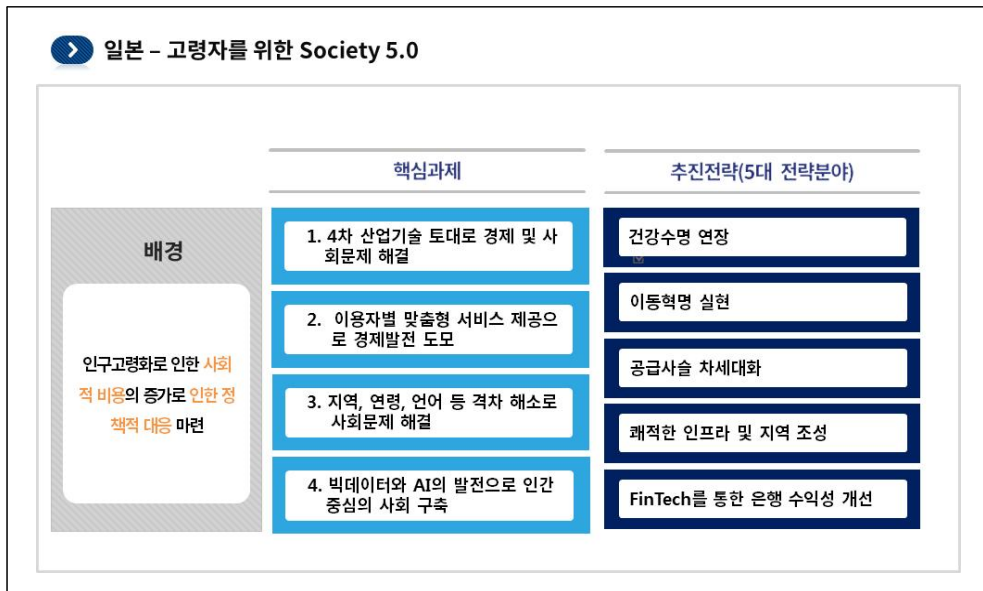 일본 – 고령자를 위한 Society 5.0
핵심과제
추진전략(5대 전략분야)
배경
인구고령화로 인한 사회
적 비용의 증가로 인한 정
책적 대응 마련
1. 4차 산업기술 토대로 경제 및 사
회문제 해결
2. 이용자별 맞춤형 서비스 제공으
로 경제발전 도모
3. 지역, 연령, 언어 등 격차 해소로
사회문제 해결
4. 빅데이터와 AI의 발전으로 인간
중심의 사회 구축
건강수명 연장
이동혁명 실현
공급사슬 차세대화
쾌적한 인프라 및 지역 조성
FinTech를 통한 은행 수익성 개선